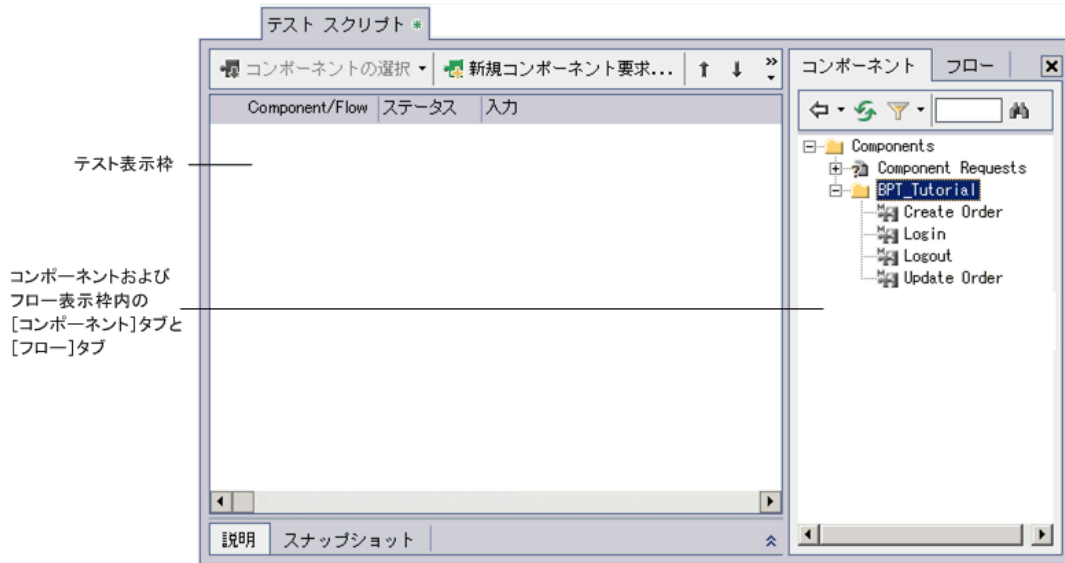 テスト スクリプト *
コンポーネントの選択
新規コンポーネント要求...
Component/Flow ステータス 入力
テスト表示枠
コンポーネントおよび
フロー表示枠内の
[コンポーネント]タブと
[フロー]タブ
説明 スナップショット
コンポーネント フロー
Components
Component Requests
BPT_Tutorial
Create Order
Login
Logout
Update Order